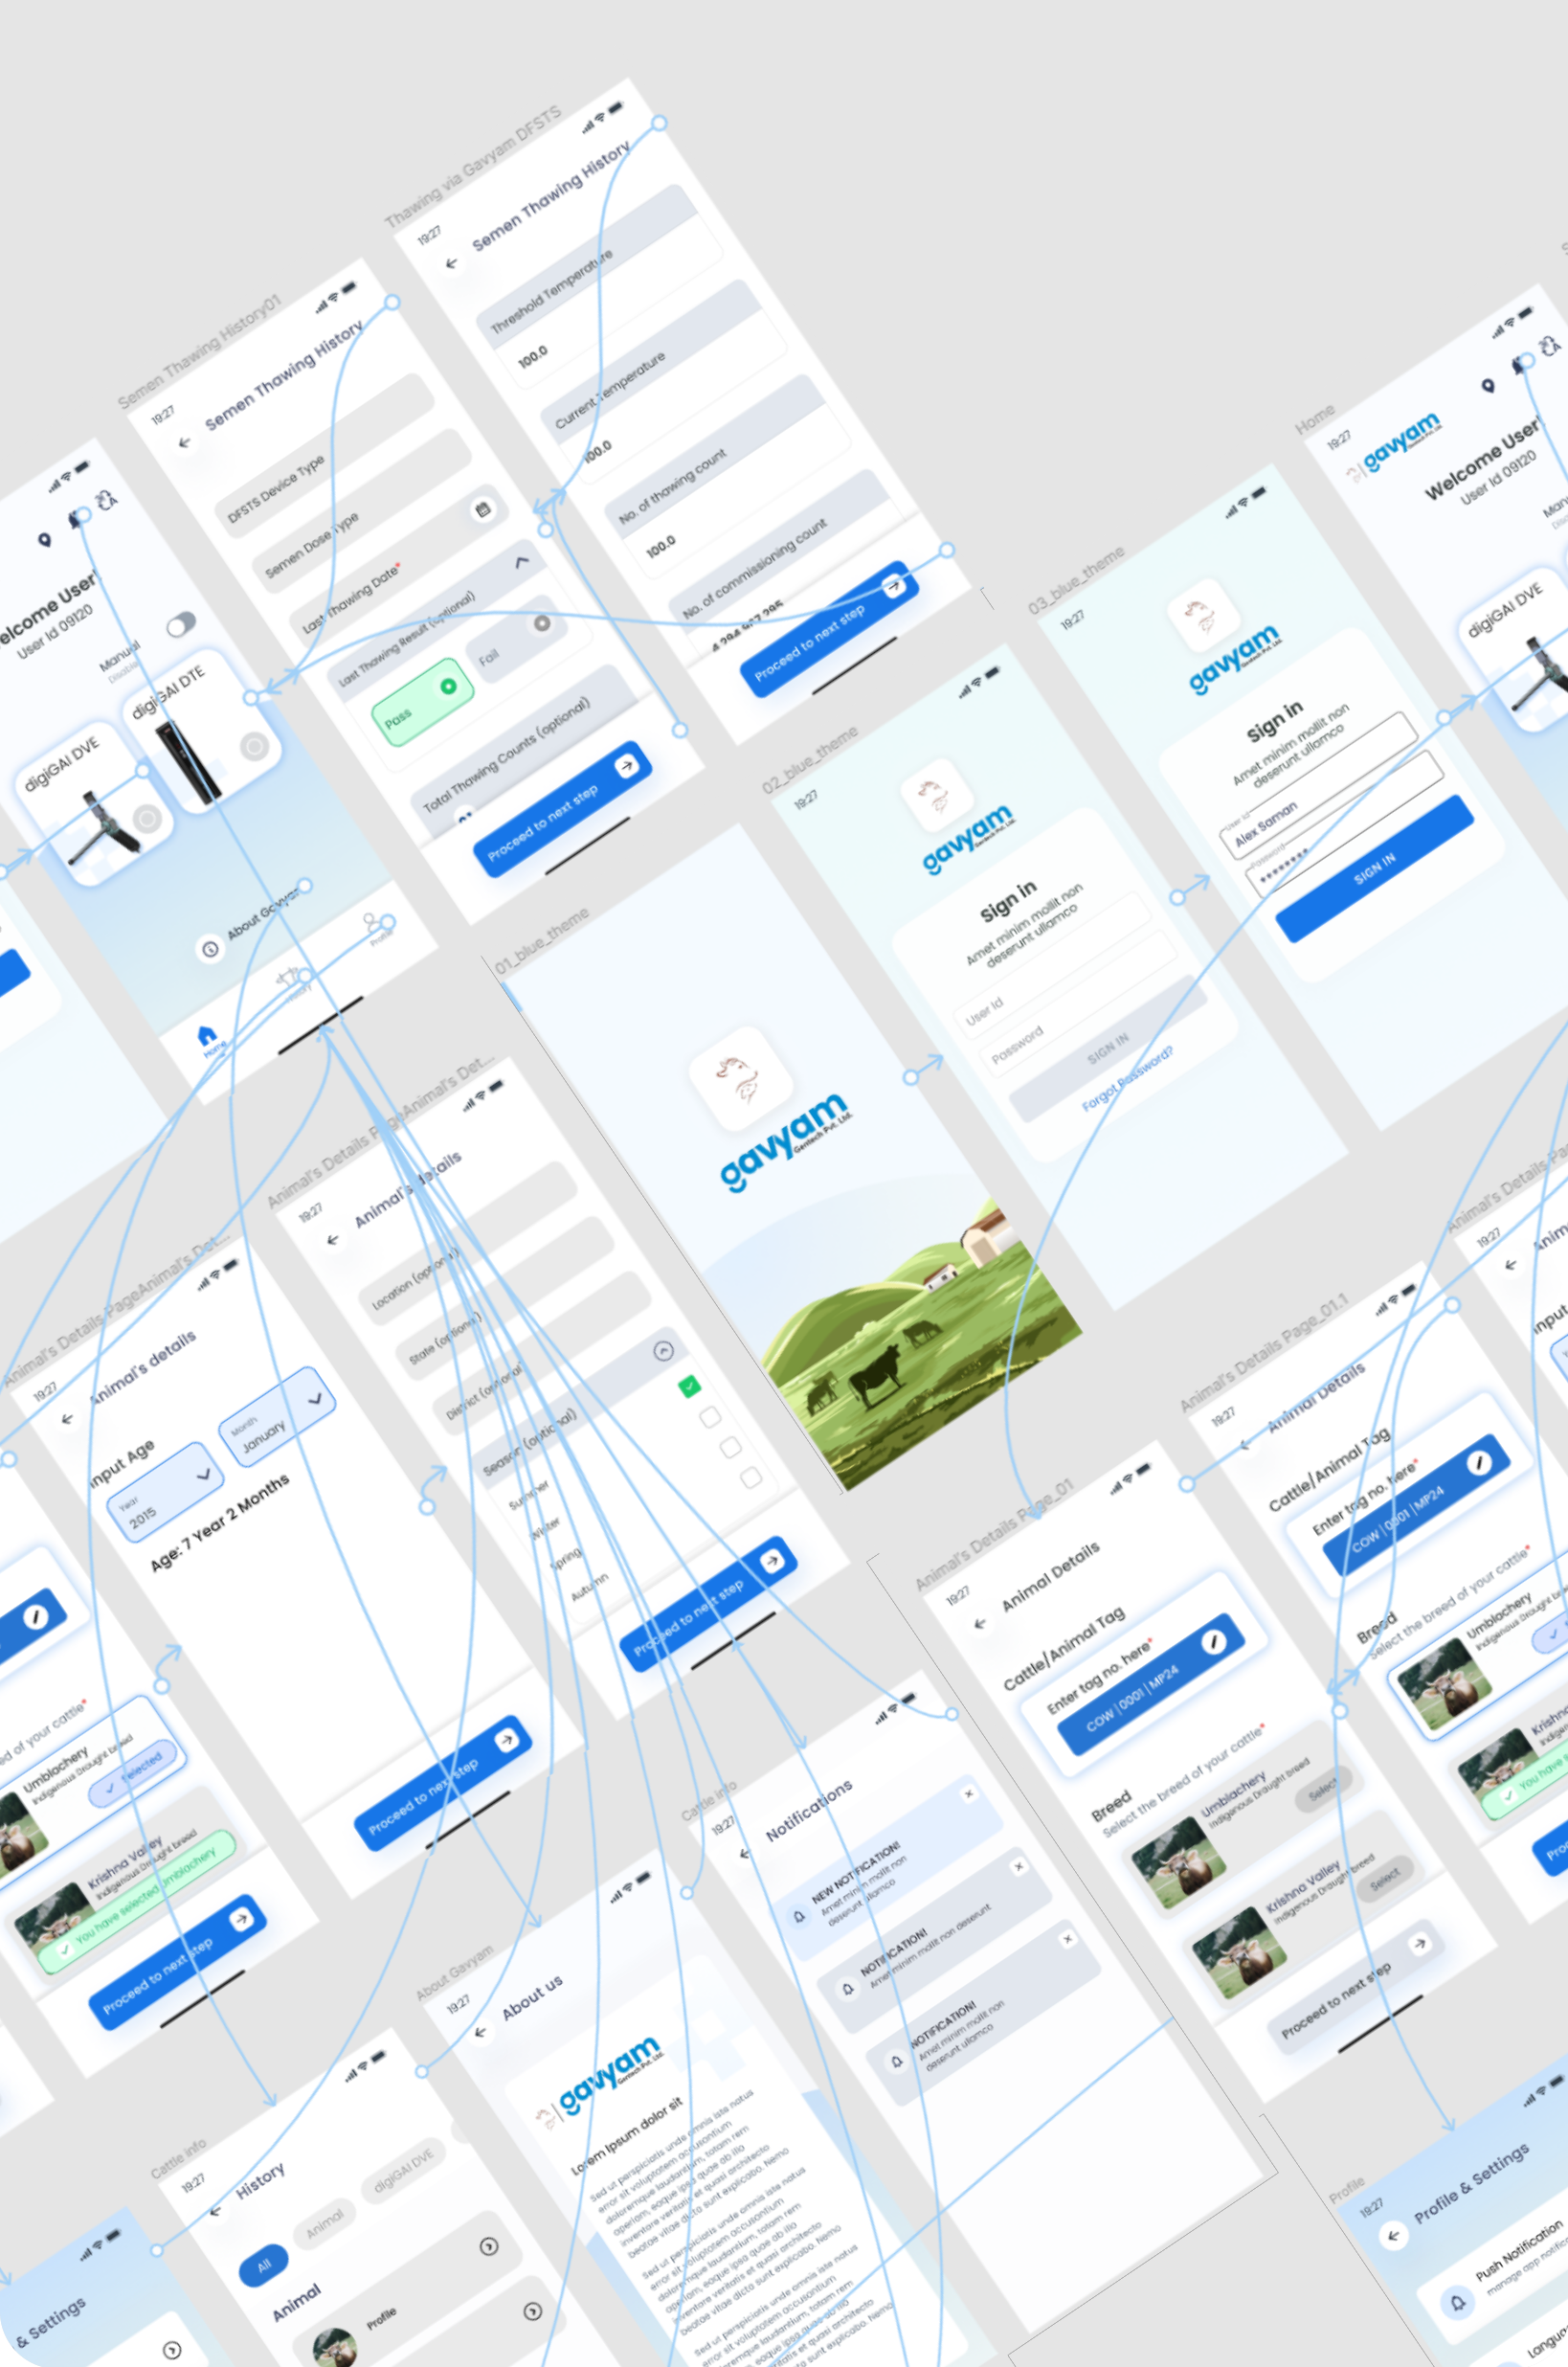 Thawing via Gavyam DFSTS
19:27
Semen Thawing History
Threshold Temperature
100.0
Current Temperature
100.0
No. of thawing count
100.0
No. of commissioning count
Proceed to next step
Semen Thawing History01
19:27
Semen Thawing History
DFSTS Device Type
Semen Dose Type
Last Thawing Date*
Last Thawing Result (optional)
Pass
Fail
Total Thawing Counts (optional)
Proceed to next step
User Id 09120
Manual
digiGAI DTE
digiGAI DVE
About Gavyam
Home
History
Profile
Home
19:27
gavyam
Welcome User!
User Id 09120
digiGAI DVE
03_blue_theme
19:27
gavyam
Gentech Pvt. Ltd.
sign in
Amet minim mollit non
deserunt ullamco
User Id
Alex Saman
Password
********
SIGN IN
02_blue_theme
19:27
gavyam
Gentech Pvt. Ltd.
sign in
Amet minim mollit non
deserunt ullamco
User Id
Password
SIGN IN
Forgot Password?
01_blue_theme
gavyam
Gentech Pvt. Ltd.
Animal's Details PageAnimal's Det...
19:27
Animal's details
Location (optional)
State (optional)
District (optional)
Season (optional)
Summer
Winter
Spring
Autumn
Proceed to next step
Animal's Details PageAnimal's Det...
19:27
Animal's details
Input Age
Year
2015
Month
January
Age: 7 Year 2 Months
Proceed to next step
of your cattle*
Umblachery
Indigenous Draught breed
Selected
Krishna Valley
Indigenous Draught breed
You have selected umblachery
Proceed to next step
Animal's Details Page_01.1
19:27
Animal Details
Cattle/Animal Tag
Enter tag no. here*
COW | 0001 | MP24
Breed
Select the breed of your cattle*
Umblachery
Indigenous Draught
You have
Animal's Details Page_01
19:27
Animal Details
Cattle/Animal Tag
Enter tag no. here*
COW | 0001 | MP24
Breed
Select the breed of your cattle*
Umblachery
Indigenous Draught breed
Select
Krishna Valley
Indigenous Draught breed
Select
Proceed to next step
19:27
Cattle info
19:27
Notifications
NEW NOTIFICATION!
Amet minim mollit non
deserunt ullamco
NOTIFICATION!
Amet minim mollit non deserunt
NOTIFICATION!
Amet minim mollit non
deserunt ullamco
About Gavyam
19:27
About us
gavyam
Gentech Pvt. Ltd.
Lorem Ipsum dolor sit
Sed ut perspiciatis unde omnis iste natus
error sit voluptatem accusantium
doloremque laudantium, totam rem
aperiam, eaque ipsa quae ab illo
inventore veritatis et quasi architecto
beatae vitae dicta sunt explicabo. Nemo
Sed ut perspiciatis unde omnis iste natus
error sit voluptatem accusantium
doloremque laudantium, totam rem
aperiam, eaque ipsa quae ab illo
inventore veritatis et quasi architecto
beatae vitae dicta sunt explicabo. Nemo
Sed ut perspiciatis unde omnis iste natus
error sit voluptatem accusantium
doloremque laudantium, totam rem
aperiam, eaque ipsa quae ab illo
inventore veritatis et quasi architecto
beatae vitae dicta sunt explicabo. Nemo
Cattle info
19:27
History
All
Animal
digiGAI DVE
Animal
Profile
& Settings
Profile
19:27
Profile & Settings
Push Notification